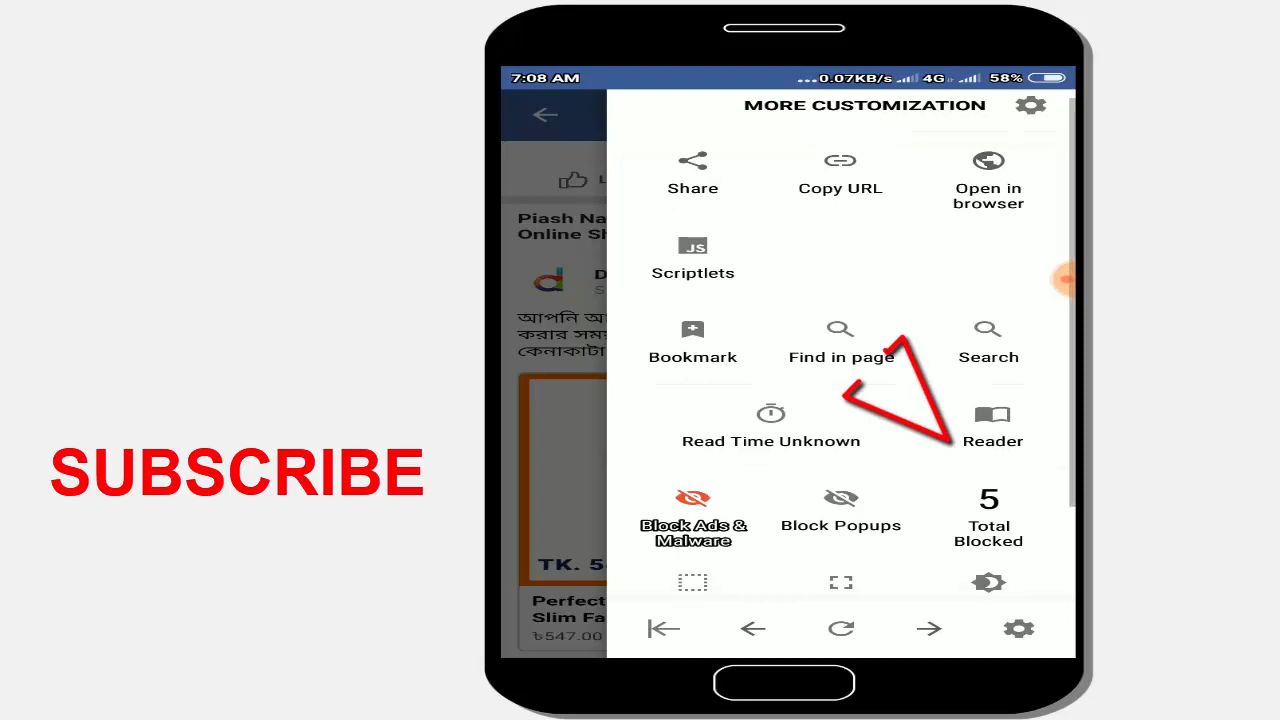 7:08 AM
...0.07KB/s 4G 58%
MORE CUSTOMIZATION
Share
Copy URL
Open in
browser
L
Piash Na
Online Sh
JS
Scriptlets
D
S
আপনি আ
করার সময়
কেনাকাটা
Bookmark
Find in page
Search
Read Time Unknown
Reader
SUBSCRIBE
5
Block Ads &
Malware
Block Popups
Total
Blocked
TK. 5
Perfect
Slim Fa
৳547.00